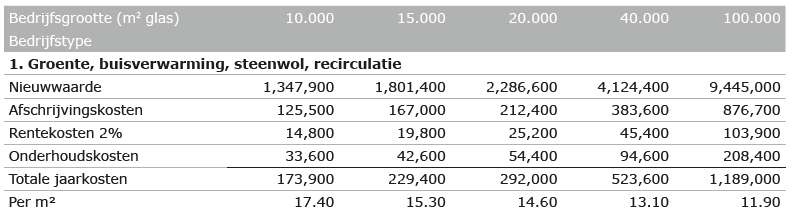 Bedrijfsgrootte (m² glas) 10.000 15.000 20.000 40.000 100.000
Bedrijfstype
1. Groente, buisverwarming, steenwol, recirculatie
Nieuwwaarde 1,347,900 1,801,400 2,286,600 4,124,400 9,445,000
Afschrijvingskosten 125,500 167,000 212,400 383,600 876,700
Rentekosten 2% 14,800 19,800 25,200 45,400 103,900
Onderhoudskosten 33,600 42,600 54,400 94,600 208,400
Totale jaarkosten 173,900 229,400 292,000 523,600 1,189,000
Per m² 17.40 15.30 14.60 13.10 11.90